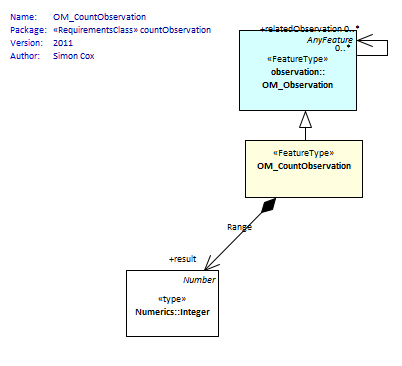 Name: OM_CountObservation
Package: «RequirementsClass» countObservation
Version: 2011
Author: Simon Cox
+relatedObservation 0..*
AnyFeature
0..*
«FeatureType»
observation::
OM_Observation
«FeatureType»
OM_CountObservation
Range
+result
Number
«type»
Numerics::Integer